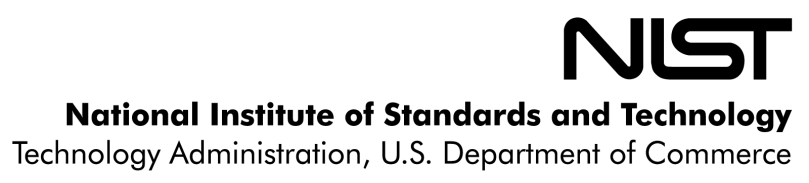 NIST
National Institute of Standards and Technology
Technology Administration, U.S. Department of Commerce